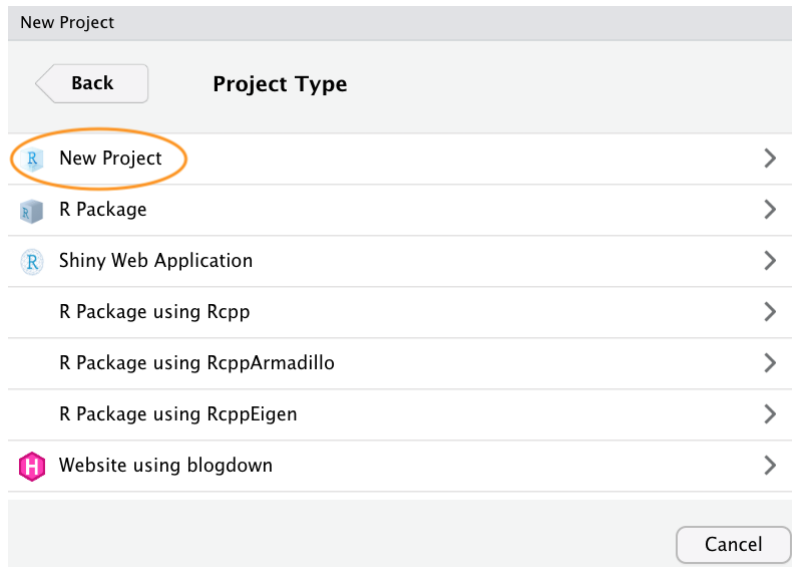 New Project
Back Project Type
R New Project
R R Package
R Shiny Web Application
R Package using Rcpp
R Package using RcppArmadillo
R Package using RcppEigen
H Website using blogdown
Cancel